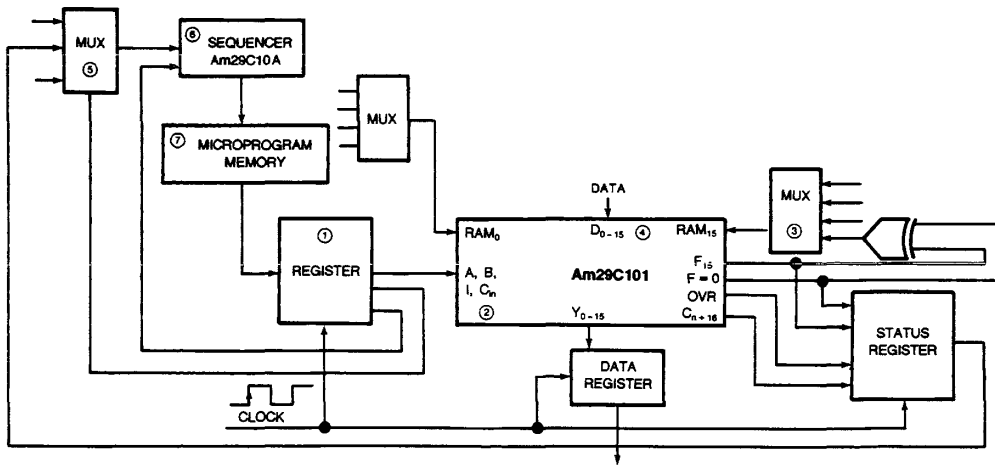 MUX
⑤
⑥ SEQUENCER
Am29C10A
⑦ MICROPROGRAM
MEMORY
MUX
①
REGISTER
DATA
D0–15 ④
RAM0
RAM15
A, B,
I, Cin
②
Am29C101
F15
F = 0
OVR
Cn + 16
Y0–15
MUX
③
STATUS
REGISTER
DATA
REGISTER
CLOCK